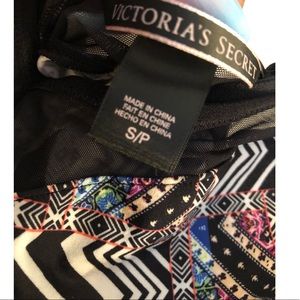 VICTORIA'S SECRET
MADE IN CHINA
FAIT EN CHINE
HECHO EN CHINA
S/P